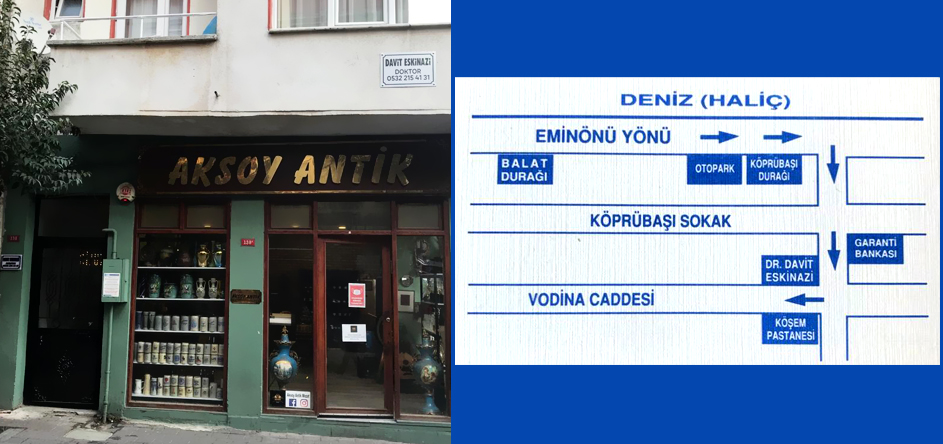 DAVİT ESKİNAZİ
DOKTOR
0532 215 41 31
AKSOY ANTİK
DENİZ (HALİÇ)
EMİNÖNÜ YÖNÜ
BALAT
DURAĞI
OTOPARK
KÖPRÜBAŞI
DURAĞI
KÖPRÜBAŞI SOKAK
GARANTİ
BANKASI
DR. DAVİT
ESKİNAZİ
VODİNA CADDESİ
KÖŞEM
PASTANESİ